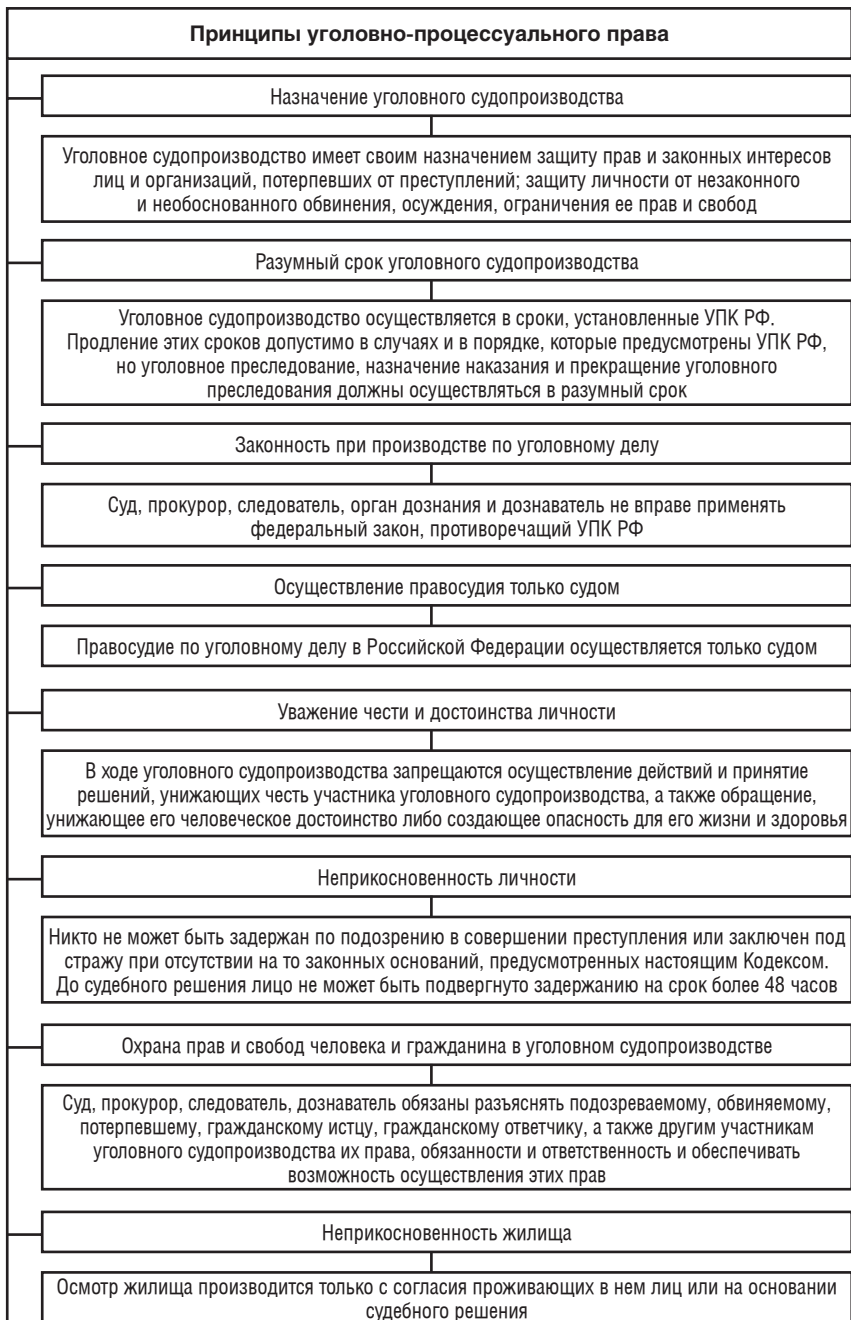 Принципы уголовно-процессуального права
Назначение уголовного судопроизводства
Уголовное судопроизводство имеет своим назначением защиту прав и законных интересов
лиц и организаций, потерпевших от преступлений; защиту личности от незаконного
и необоснованного обвинения, осуждения, ограничения ее прав и свобод
Разумный срок уголовного судопроизводства
Уголовное судопроизводство осуществляется в сроки, установленные УПК РФ.
Продление этих сроков допустимо в случаях и в порядке, которые предусмотрены УПК РФ,
но уголовное преследование, назначение наказания и прекращение уголовного
преследования должны осуществляться в разумный срок
Законность при производстве по уголовному делу
Суд, прокурор, следователь, орган дознания и дознаватель не вправе применять
федеральный закон, противоречащий УПК РФ
Осуществление правосудия только судом
Правосудие по уголовному делу в Российской Федерации осуществляется только судом
Уважение чести и достоинства личности
В ходе уголовного судопроизводства запрещаются осуществление действий и принятие
решений, унижающих честь участника уголовного судопроизводства, а также обращение,
унижающее его человеческое достоинство либо создающее опасность для его жизни и здоровья
Неприкосновенность личности
Никто не может быть задержан по подозрению в совершении преступления или заключен под
стражу при отсутствии на то законных оснований, предусмотренных настоящим Кодексом.
До судебного решения лицо не может быть подвергнуто задержанию на срок более 48 часов
Охрана прав и свобод человека и гражданина в уголовном судопроизводстве
Суд, прокурор, следователь, дознаватель обязаны разъяснять подозреваемому, обвиняемому,
потерпевшему, гражданскому истцу, гражданскому ответчику, а также другим участникам
уголовного судопроизводства их права, обязанности и ответственность и обеспечивать
возможность осуществления этих прав
Неприкосновенность жилища
Осмотр жилища производится только с согласия проживающих в нем лиц или на основании
судебного решения